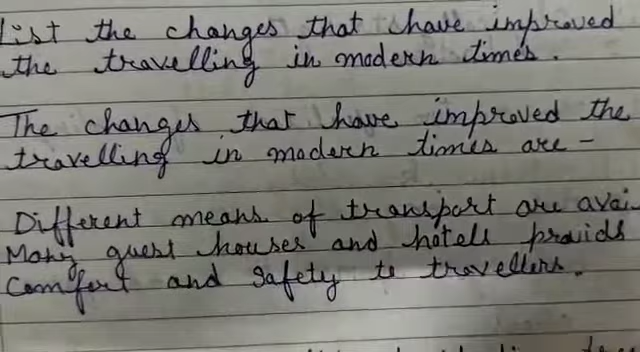 List the changes that have improved
the travelling in modern times.
The changes that have improved the
travelling in modern times are -
Different means of transport are avai
Many guest houses and hotels proids
Comfort and safety to travellers.